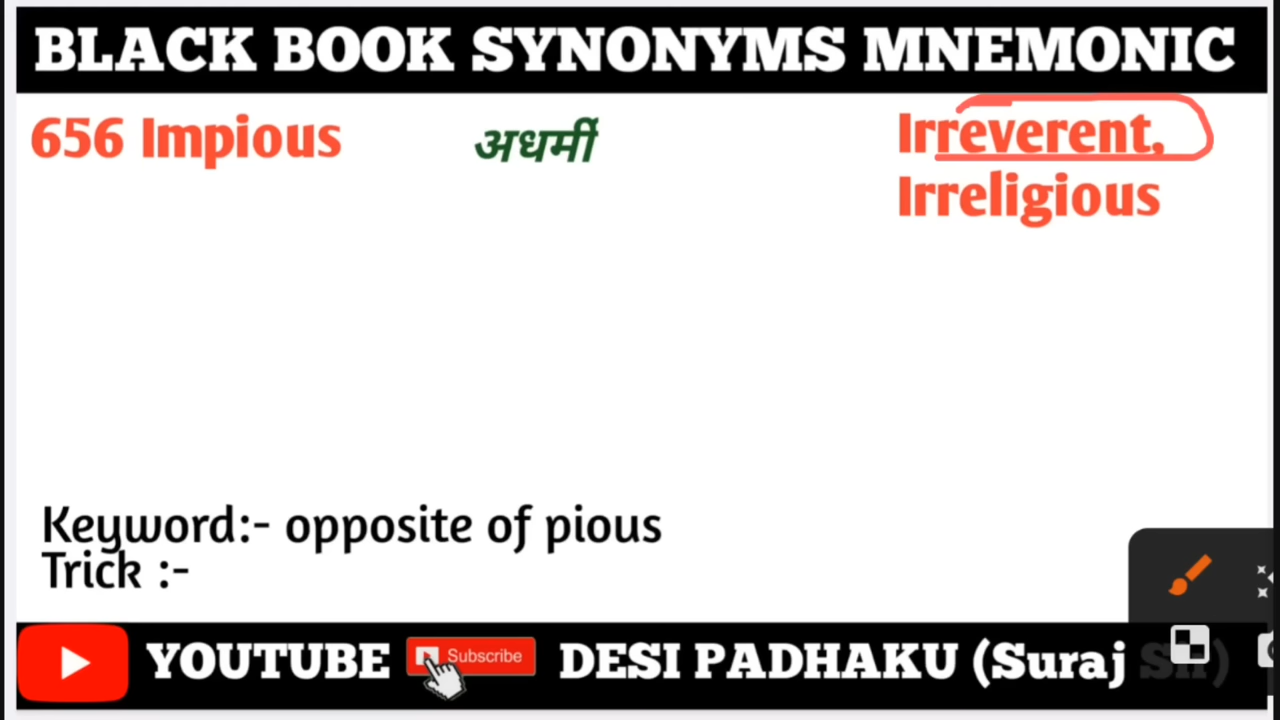 BLACK BOOK SYNONYMS MNEMONIC
656 Impious अधर्मी Irreverent,
Irreligious
Keyword:- opposite of pious
Trick :-
YOUTUBE Subscribe DESI PADHAKU (Suraj Sir)